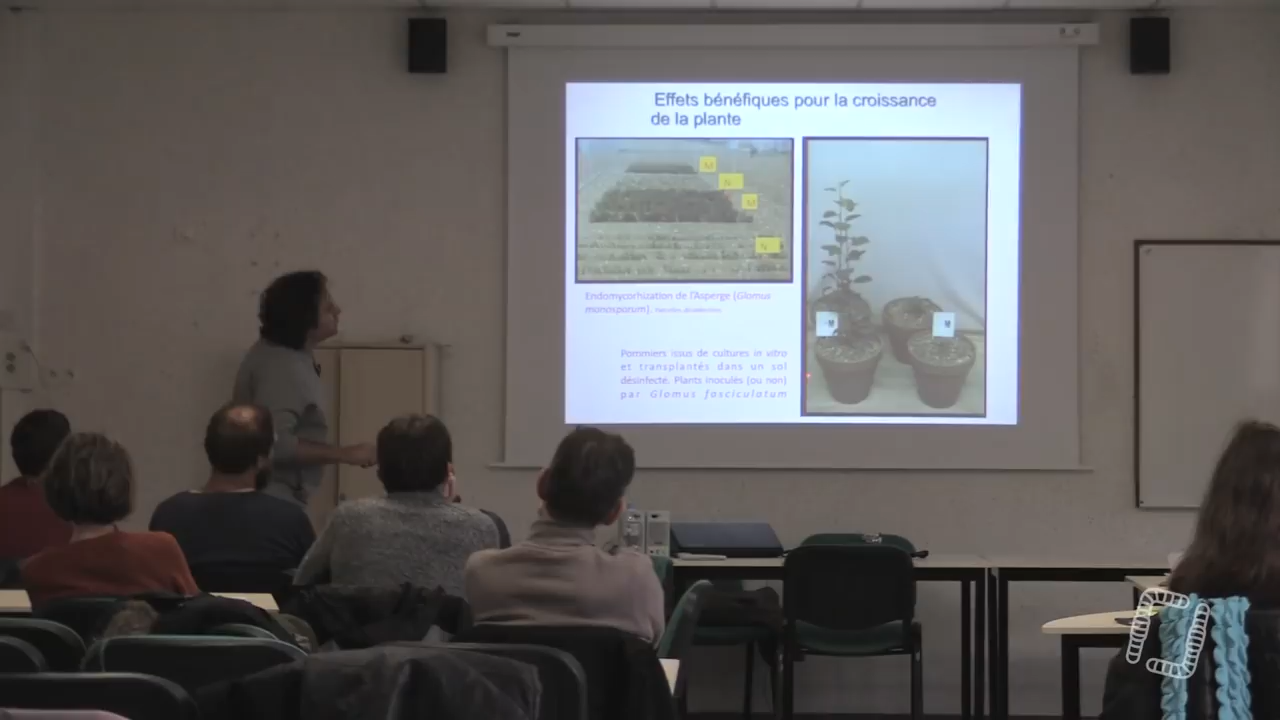 Effets bénéfiques pour la croissance
de la plante
M
N
M
N
Endomycorhization de l'Asperge (Glomus
monosporum).
Pommiers issus de cultures in vitro
et transplantés dans un sol
désinfecté. Plants inoculés (ou non)
par Glomus fasciculatum